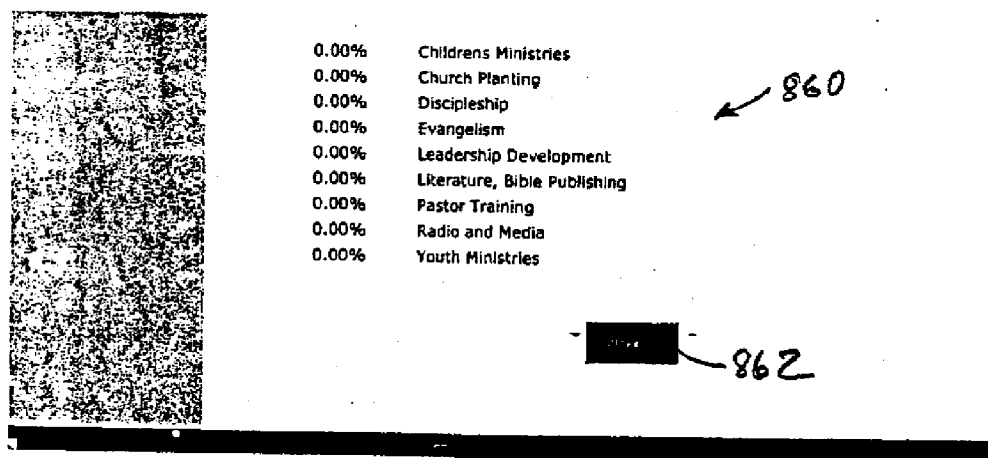 0.00% Childrens Ministries
0.00% Church Planting
0.00% Discipleship
0.00% Evangelism
0.00% Leadership Development
0.00% Literature, Bible Publishing
0.00% Pastor Training
0.00% Radio and Media
0.00% Youth Ministries
860
862